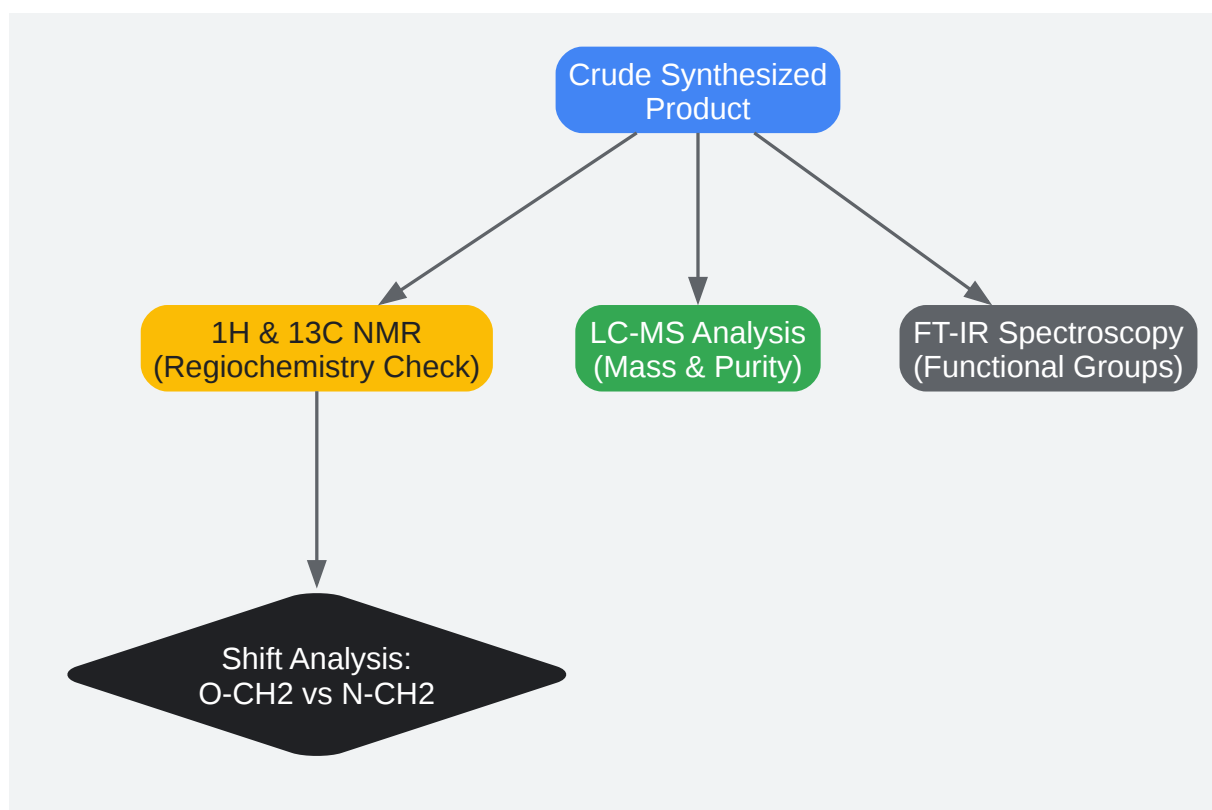 Crude Synthesized
Product
1H & 13C NMR
(Regiochemistry Check)
LC-MS Analysis
(Mass & Purity)
FT-IR Spectroscopy
(Functional Groups)
Shift Analysis:
O-CH2 vs N-CH2